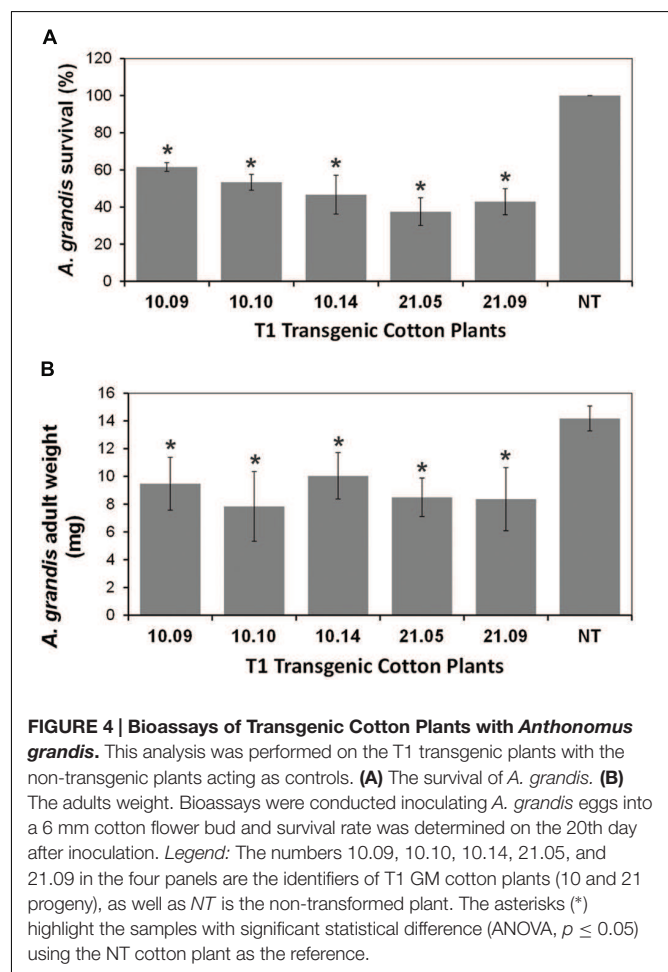 A
A. grandis survival (%)
120
100
80
60
40
20
0
* * * * *
10.09 10.10 10.14 21.05 21.09 NT
T1 Transgenic Cotton Plants
B
A. grandis adult weight
(mg)
16
14
12
10
8
6
4
2
0
* * * * *
10.09 10.10 10.14 21.05 21.09 NT
T1 Transgenic Cotton Plants
FIGURE 4 | Bioassays of Transgenic Cotton Plants with Anthonomus
grandis. This analysis was performed on the T1 transgenic plants with the
non-transgenic plants acting as controls. (A) The survival of A. grandis. (B)
The adults weight. Bioassays were conducted inoculating A. grandis eggs into
a 6 mm cotton flower bud and survival rate was determined on the 20th day
after inoculation. Legend: The numbers 10.09, 10.10, 10.14, 21.05, and
21.09 in the four panels are the identifiers of T1 GM cotton plants (10 and 21
progeny), as well as NT is the non-transformed plant. The asterisks (*)
highlight the samples with significant statistical difference (ANOVA, p ≤ 0.05)
using the NT cotton plant as the reference.